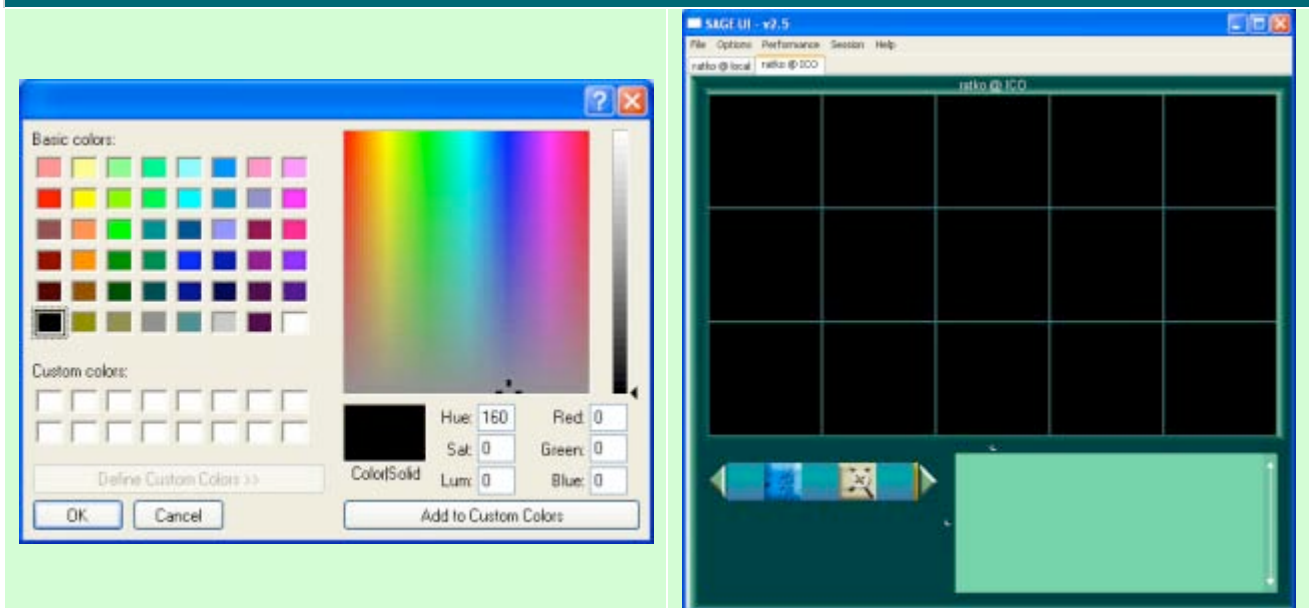 Basic colors:
Custom colors:
Define Custom Colors >>
OK
Cancel
Color|Solid
Hue: 160
Sat: 0
Lum: 0
Red: 0
Green: 0
Blue: 0
Add to Custom Colors
SAGE UI - v2.5
File Options Performance Session Help
ratko @ local ratko @ ICO
ratko @ ICO